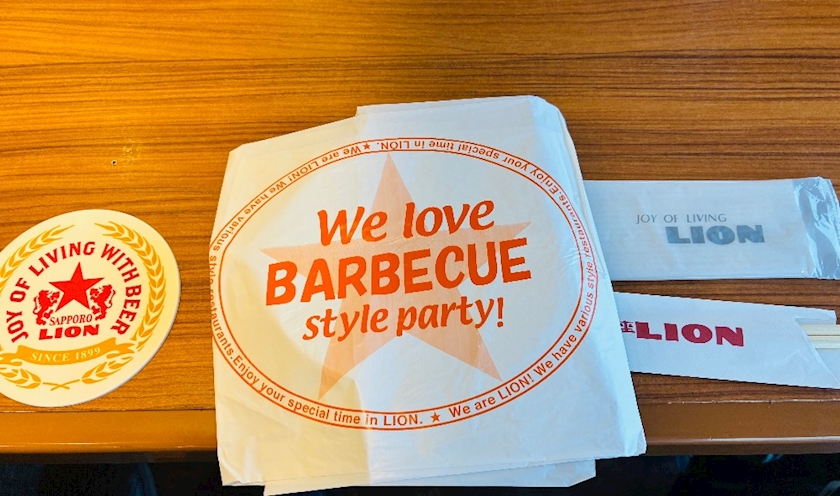 JOY OF LIVING WITH BEER
SAPPORO
LION
SINCE 1899
We are LION! We have various style restaurants. Enjoy your special time in LION. ★
We are LION! We have various style restaurants. Enjoy your special time in LION. ★
We love
BARBECUE
style party!
JOY OF LIVING
LION
LION